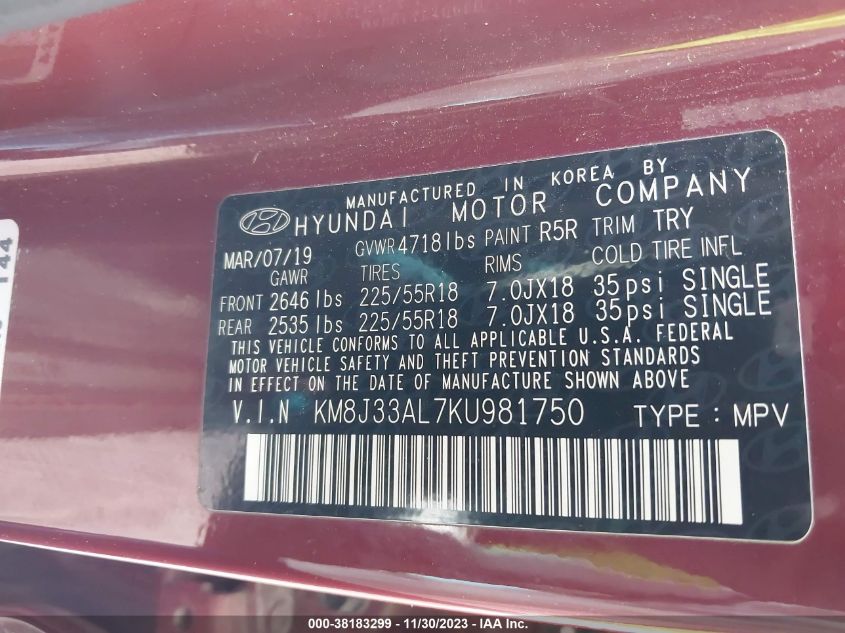 MANUFACTURED IN KOREA BY
HYUNDAI MOTOR COMPANY
MAR/07/19 GVWR4718lbs PAINT R5R TRIM TRY
GAWR TIRES RIMS COLD TIRE INFL
FRONT 2646lbs 225/55R18 7.0JX18 35psi SINGLE
REAR 2535lbs 225/55R18 7.0JX18 35psi SINGLE
THIS VEHICLE CONFORMS TO ALL APPLICABLE U.S.A. FEDERAL
MOTOR VEHICLE SAFETY AND THEFT PREVENTION STANDARDS
IN EFFECT ON THE DATE OF MANUFACTURE SHOWN ABOVE
V.I.N KM8J33AL7KU981750 TYPE : MPV
144
000-38183299 - 11/30/2023 - IAA Inc.